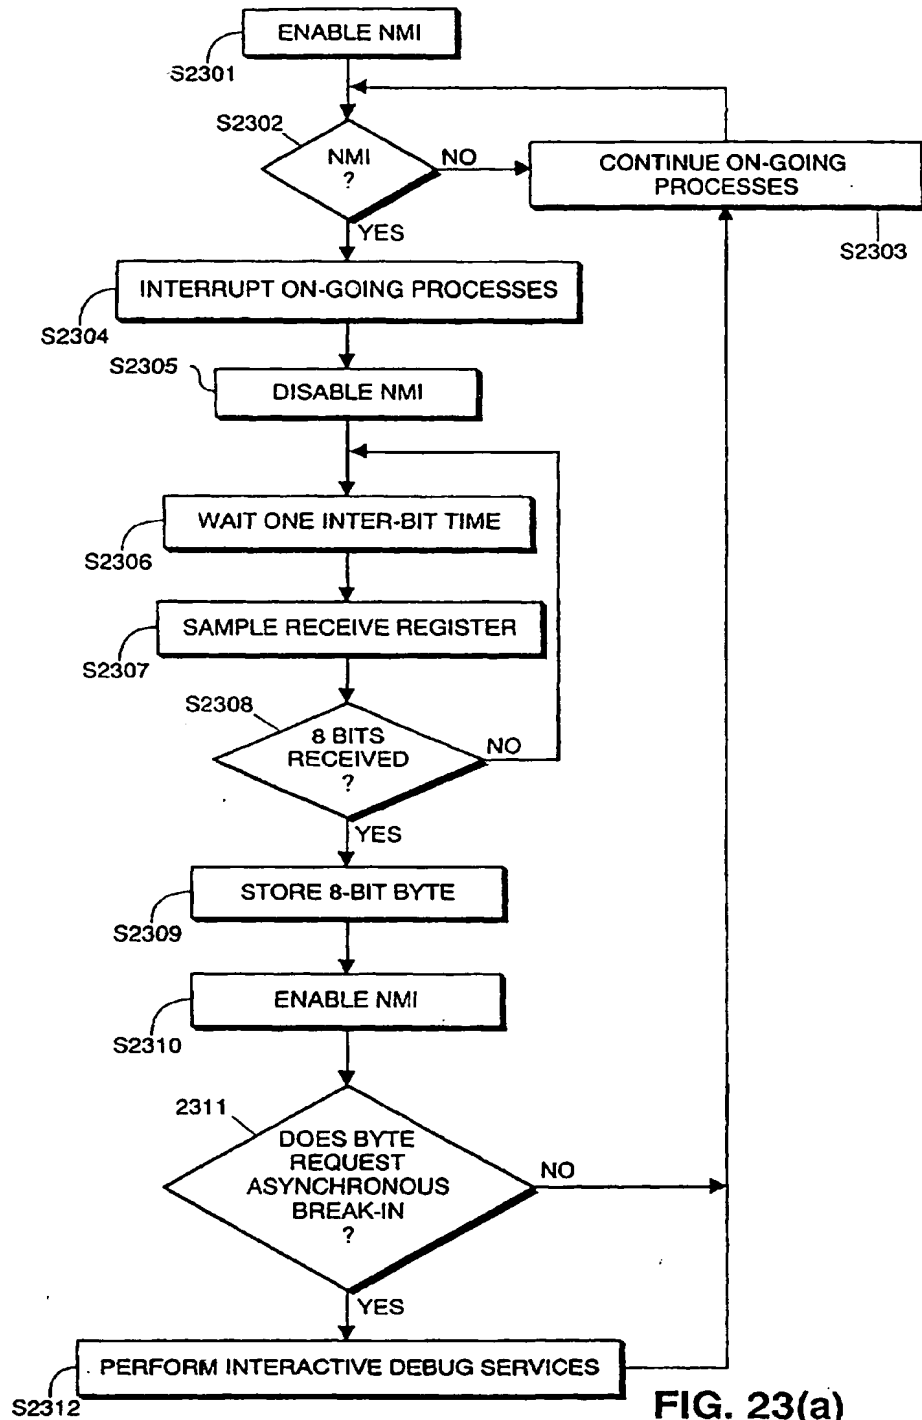 ENABLE NMI
S2301
S2302
NMI
?
NO
CONTINUE ON-GOING
PROCESSES
S2303
YES
INTERRUPT ON-GOING PROCESSES
S2304
S2305
DISABLE NMI
WAIT ONE INTER-BIT TIME
S2306
SAMPLE RECEIVE REGISTER
S2307
S2308
8 BITS
RECEIVED
?
NO
YES
STORE 8-BIT BYTE
S2309
ENABLE NMI
S2310
2311
DOES BYTE
REQUEST
ASYNCHRONOUS
BREAK-IN
?
NO
YES
PERFORM INTERACTIVE DEBUG SERVICES
S2312
FIG. 23(a)